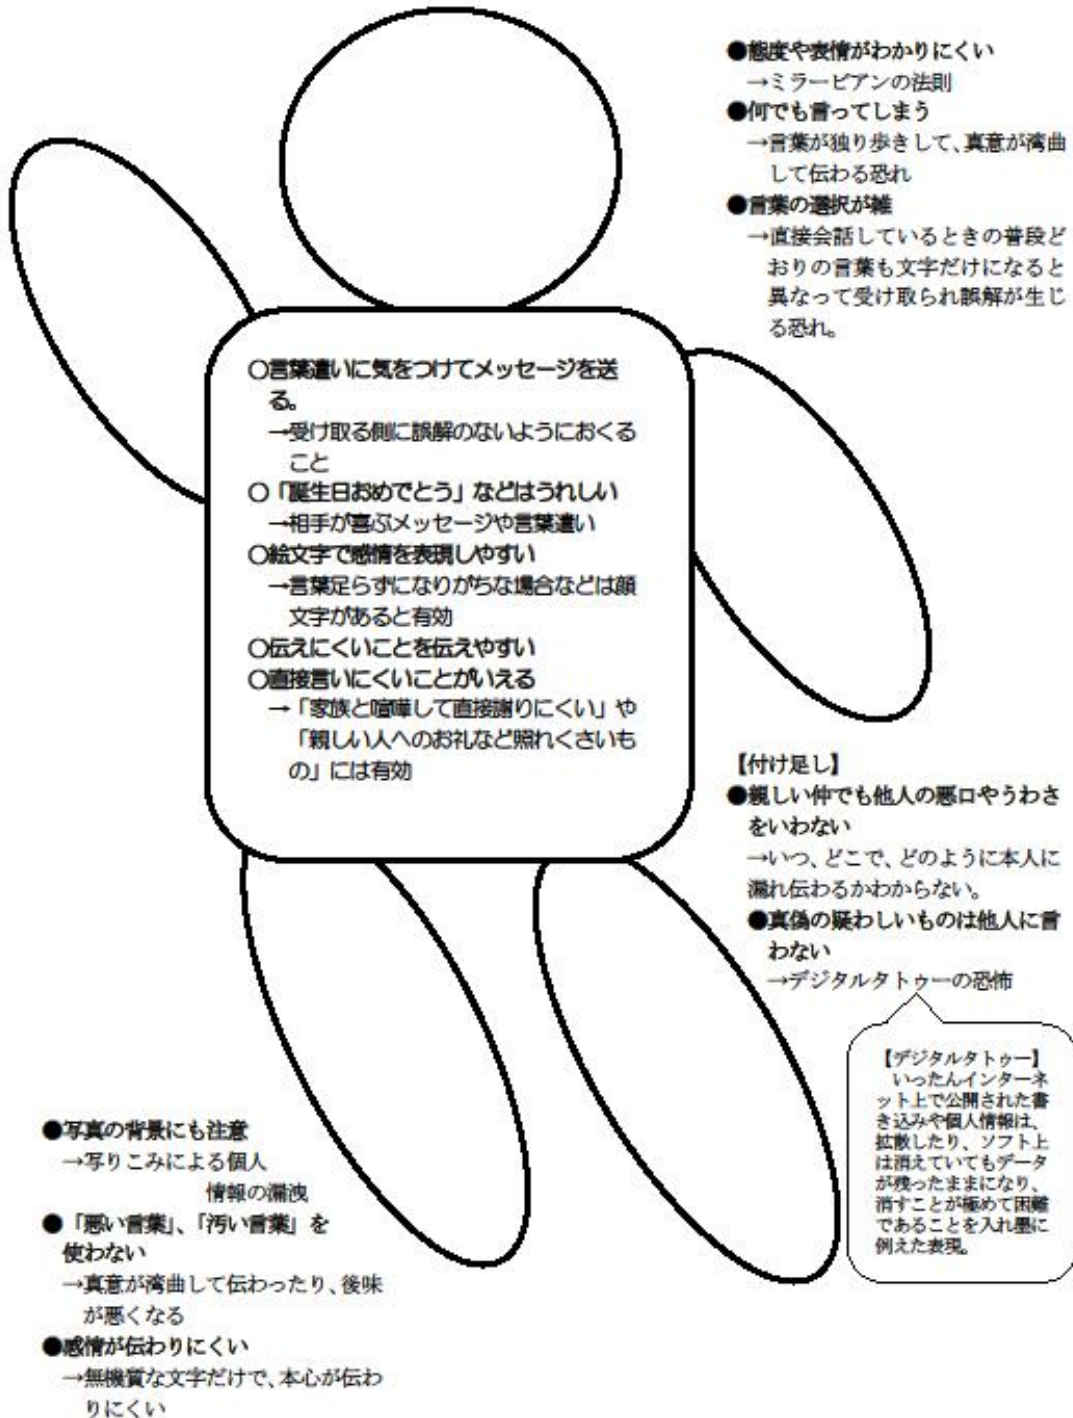 ●態度や表情がわかりにくい
→ミラービアンの法則
●何でも言ってしまう
→言葉が独り歩きして、真意が湾曲
して伝わる恐れ
●言葉の選択が雑
→直接会話しているときの普段ど
おりの言葉も文字だけになると
異なって受け取られ誤解が生じ
る恐れ。
○言葉遣いに気をつけてメッセージを送
る。
→受け取る側に誤解のないようにおくる
こと
○「誕生日おめでとう」などはうれしい
→相手が喜ぶメッセージや言葉遣い
○絵文字で感情を表現しやすい
→言葉足らずになりがちな場合などは顔
文字があると有効
○伝えにくいことを伝えやすい
○直接言いにくいことがいえる
→「家族と喧嘩して直接謝りにくい」や
「親しい人へのお礼など照れくさいも
の」には有効
【付け足し】
●親しい仲でも他人の悪口やうわさ
をいわない
→いつ、どこで、どのように本人に
漏れ伝わるかわからない。
●真偽の疑わしいものは他人に言
わない
→デジタルタトゥーの恐怖
【デジタルタトゥー】
いったんインターネ
ット上で公開された書
き込みや個人情報は、
拡散したり、ソフト上
は消えていてもデータ
が残ったままになり、
消すことが極めて困難
であることを入れ墨に
例えた表現。
●写真の背景にも注意
→写りこみによる個人
情報の漏洩
●「悪い言葉」、「汚い言葉」を
使わない
→真意が湾曲して伝わったり、後味
が悪くなる
●感情が伝わりにくい
→無機質な文字だけで、本心が伝わ
りにくい